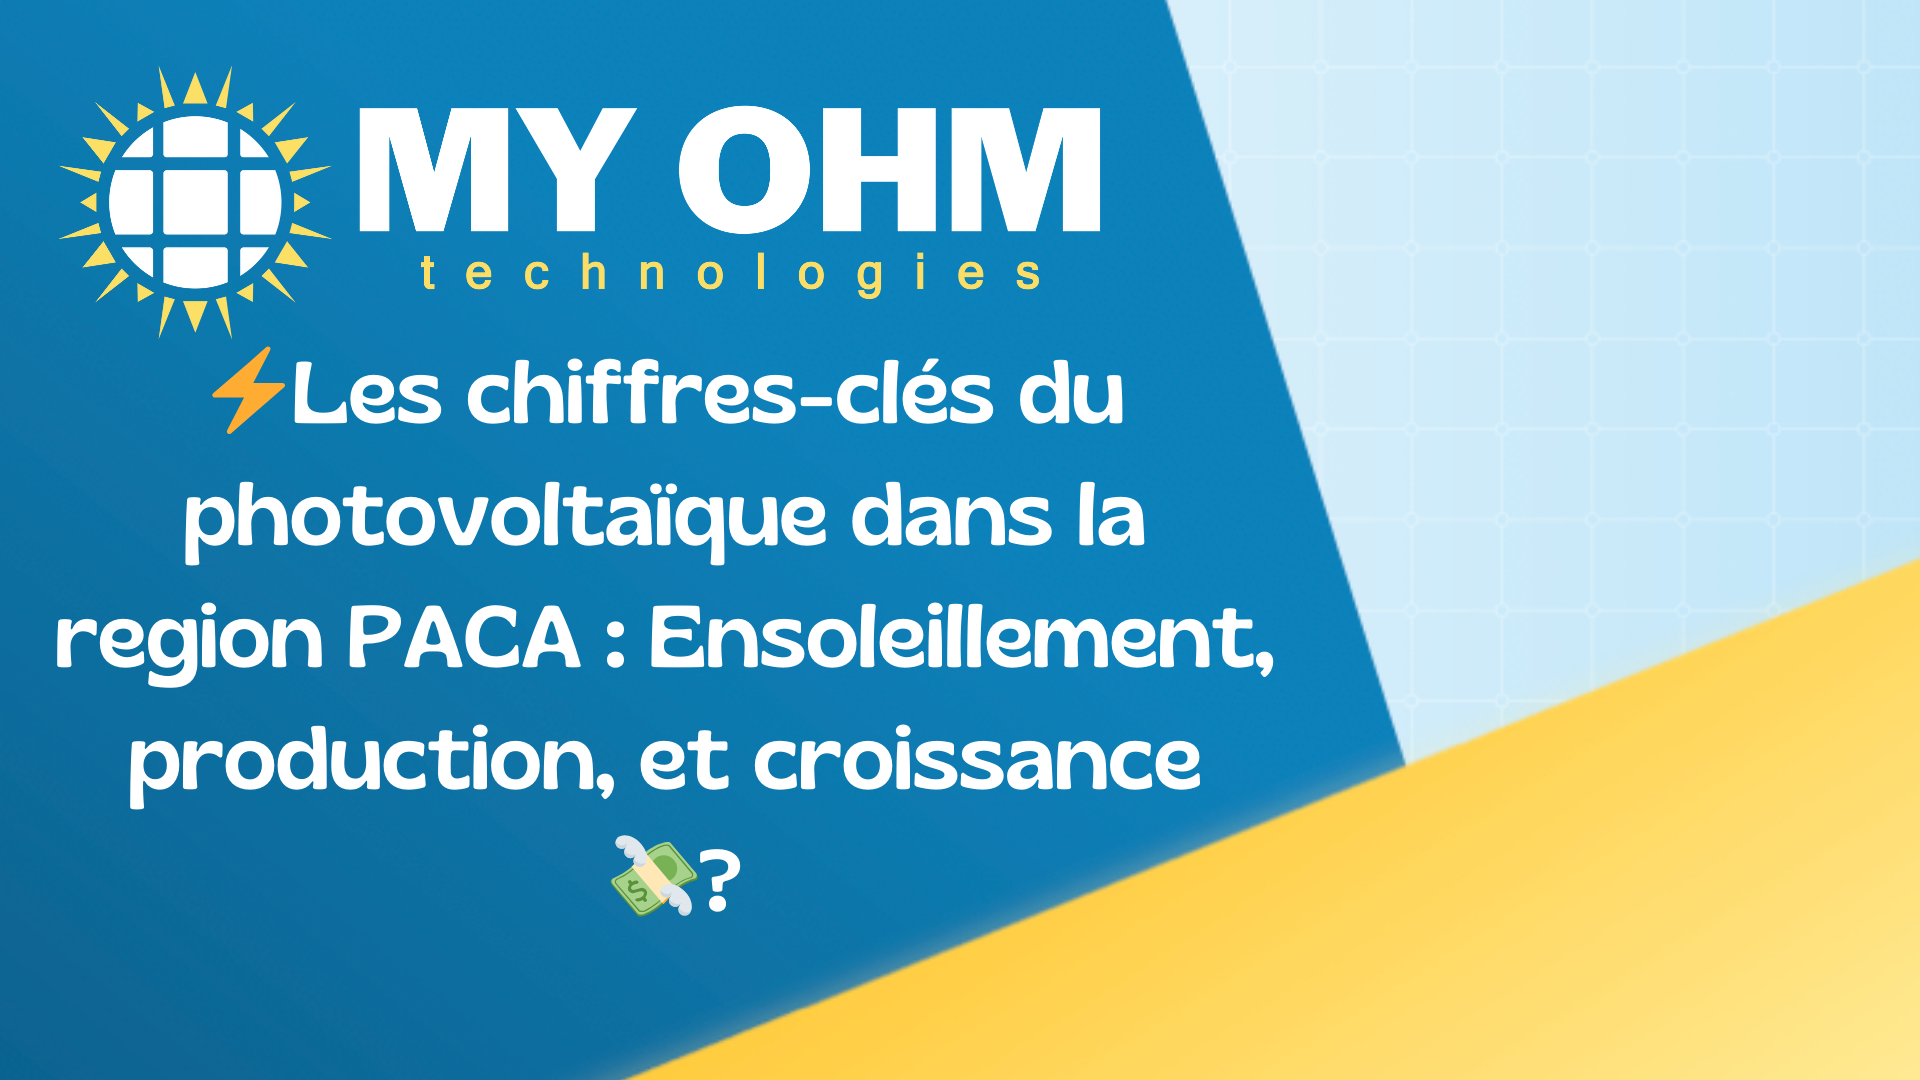 MY OHM
technologies
⚡Les chiffres-clés du
photovoltaïque dans la
region PACA : Ensoleillement,
production, et croissance
💸?